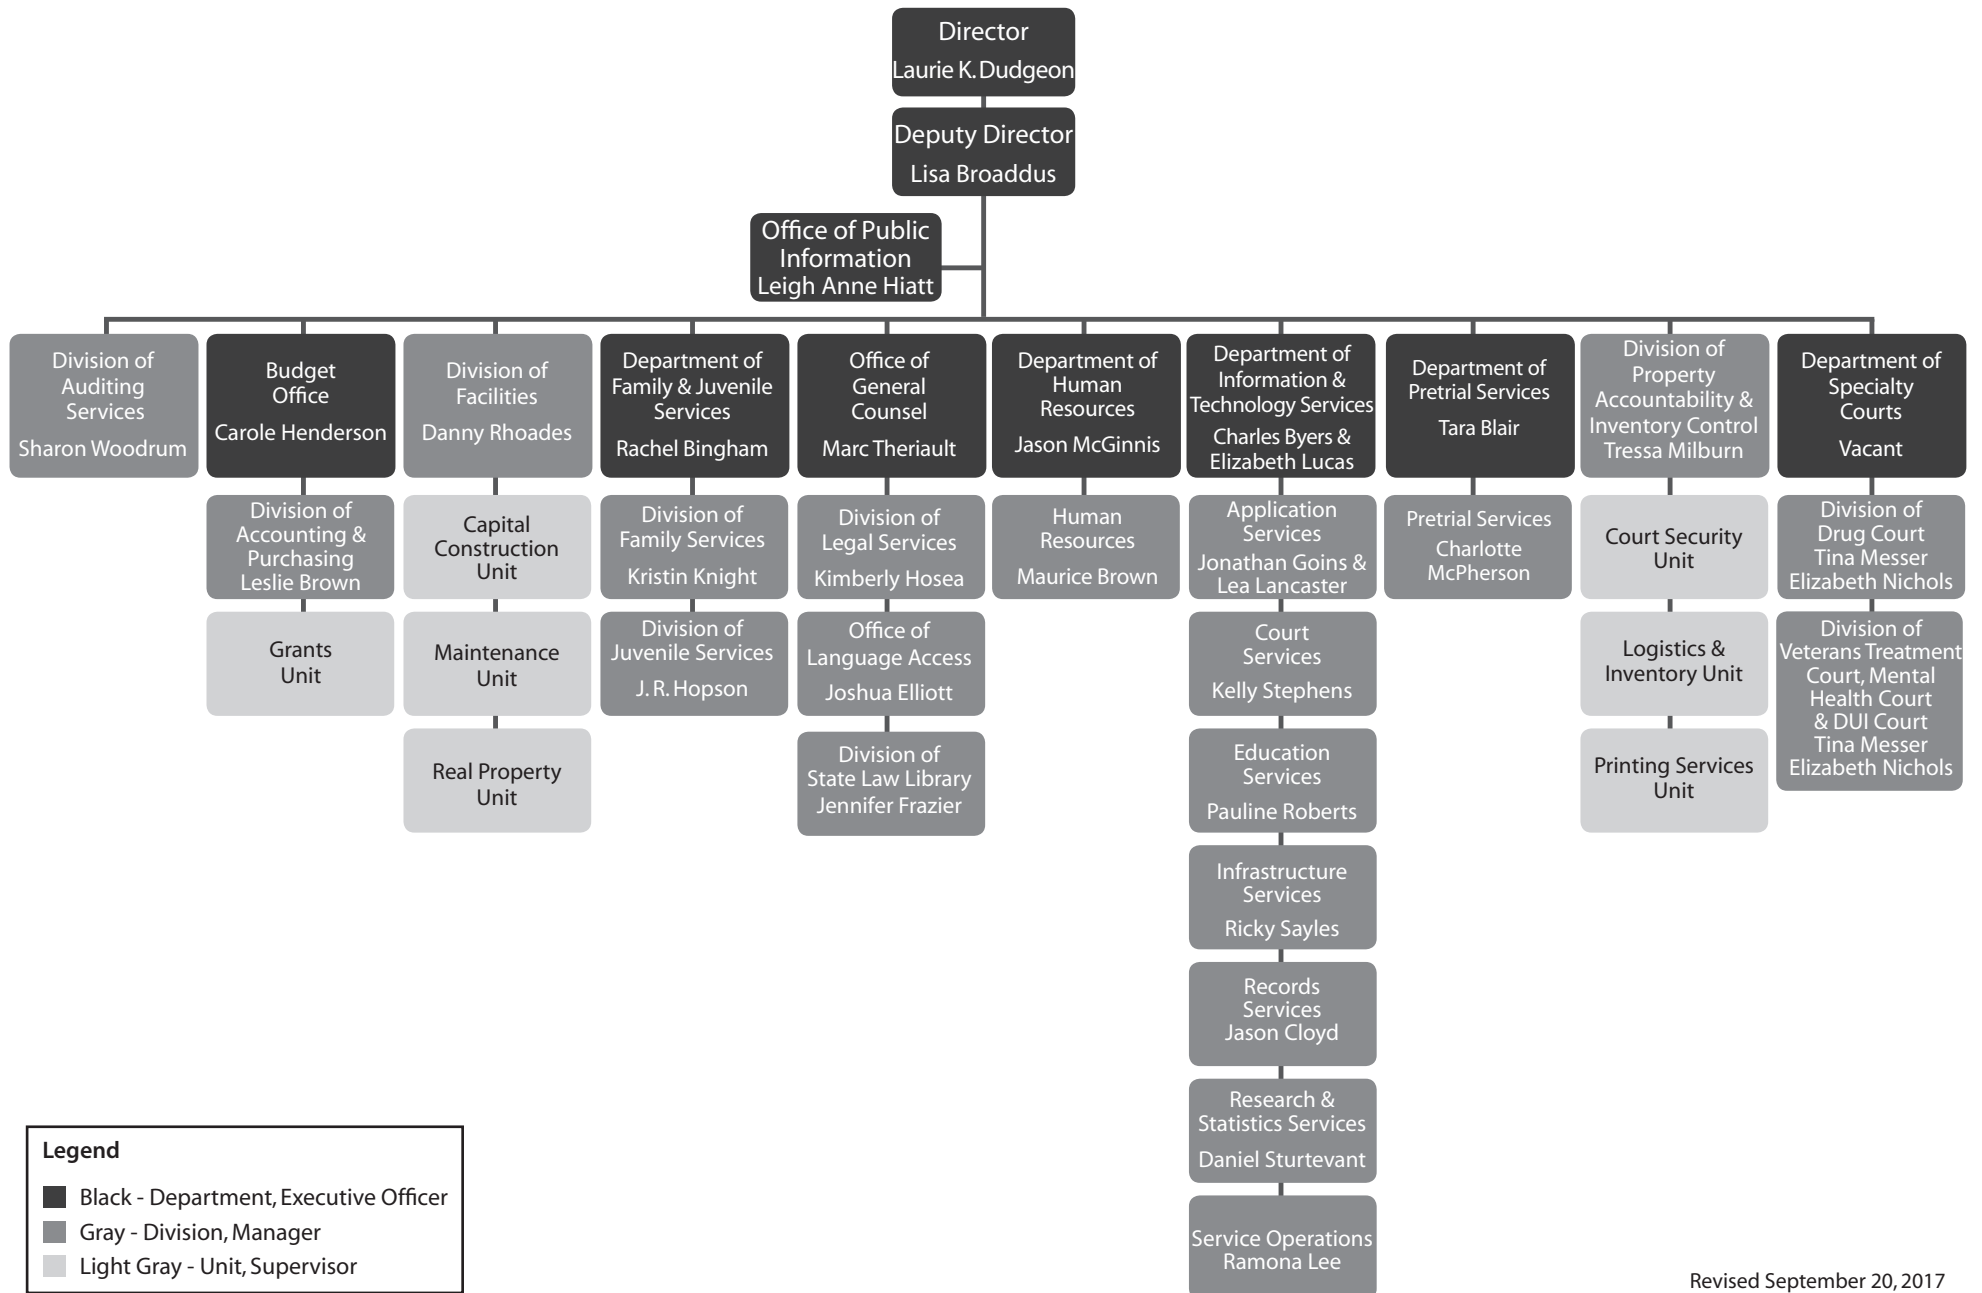 Director
Laurie K. Dudgeon
Deputy Director
Lisa Broaddus
Office of Public
Information
Leigh Anne Hiatt
Division of
Auditing
Services
Sharon Woodrum
Budget
Office
Carole Henderson
Division of
Facilities
Danny Rhoades
Department of
Family & Juvenile
Services
Rachel Bingham
Office of
General
Counsel
Marc Theriault
Department of
Human
Resources
Jason McGinnis
Department of
Information &
Technology Services
Charles Byers &
Elizabeth Lucas
Department of
Pretrial Services
Tara Blair
Division of
Property
Accountability &
Inventory Control
Tressa Milburn
Department of
Specialty
Courts
Vacant
Division of
Accounting &
Purchasing
Leslie Brown
Capital
Construction
Unit
Division of
Family Services
Kristin Knight
Division of
Legal Services
Kimberly Hosea
Human
Resources
Maurice Brown
Application
Services
Jonathan Goins &
Lea Lancaster
Pretrial Services
Charlotte
McPherson
Court Security
Unit
Division of
Drug Court
Tina Messer
Elizabeth Nichols
Grants
Unit
Maintenance
Unit
Division of
Juvenile Services
J. R. Hopson
Office of
Language Access
Joshua Elliott
Court
Services
Kelly Stephens
Logistics &
Inventory Unit
Division of
Veterans Treatment
Court, Mental
Health Court
& DUI Court
Tina Messer
Elizabeth Nichols
Real Property
Unit
Division of
State Law Library
Jennifer Frazier
Education
Services
Pauline Roberts
Printing Services
Unit
Infrastructure
Services
Ricky Sayles
Records
Services
Jason Cloyd
Research &
Statistics Services
Daniel Sturtevant
Service Operations
Ramona Lee
Legend
Black - Department, Executive Officer
Gray - Division, Manager
Light Gray - Unit, Supervisor
Revised September 20, 2017